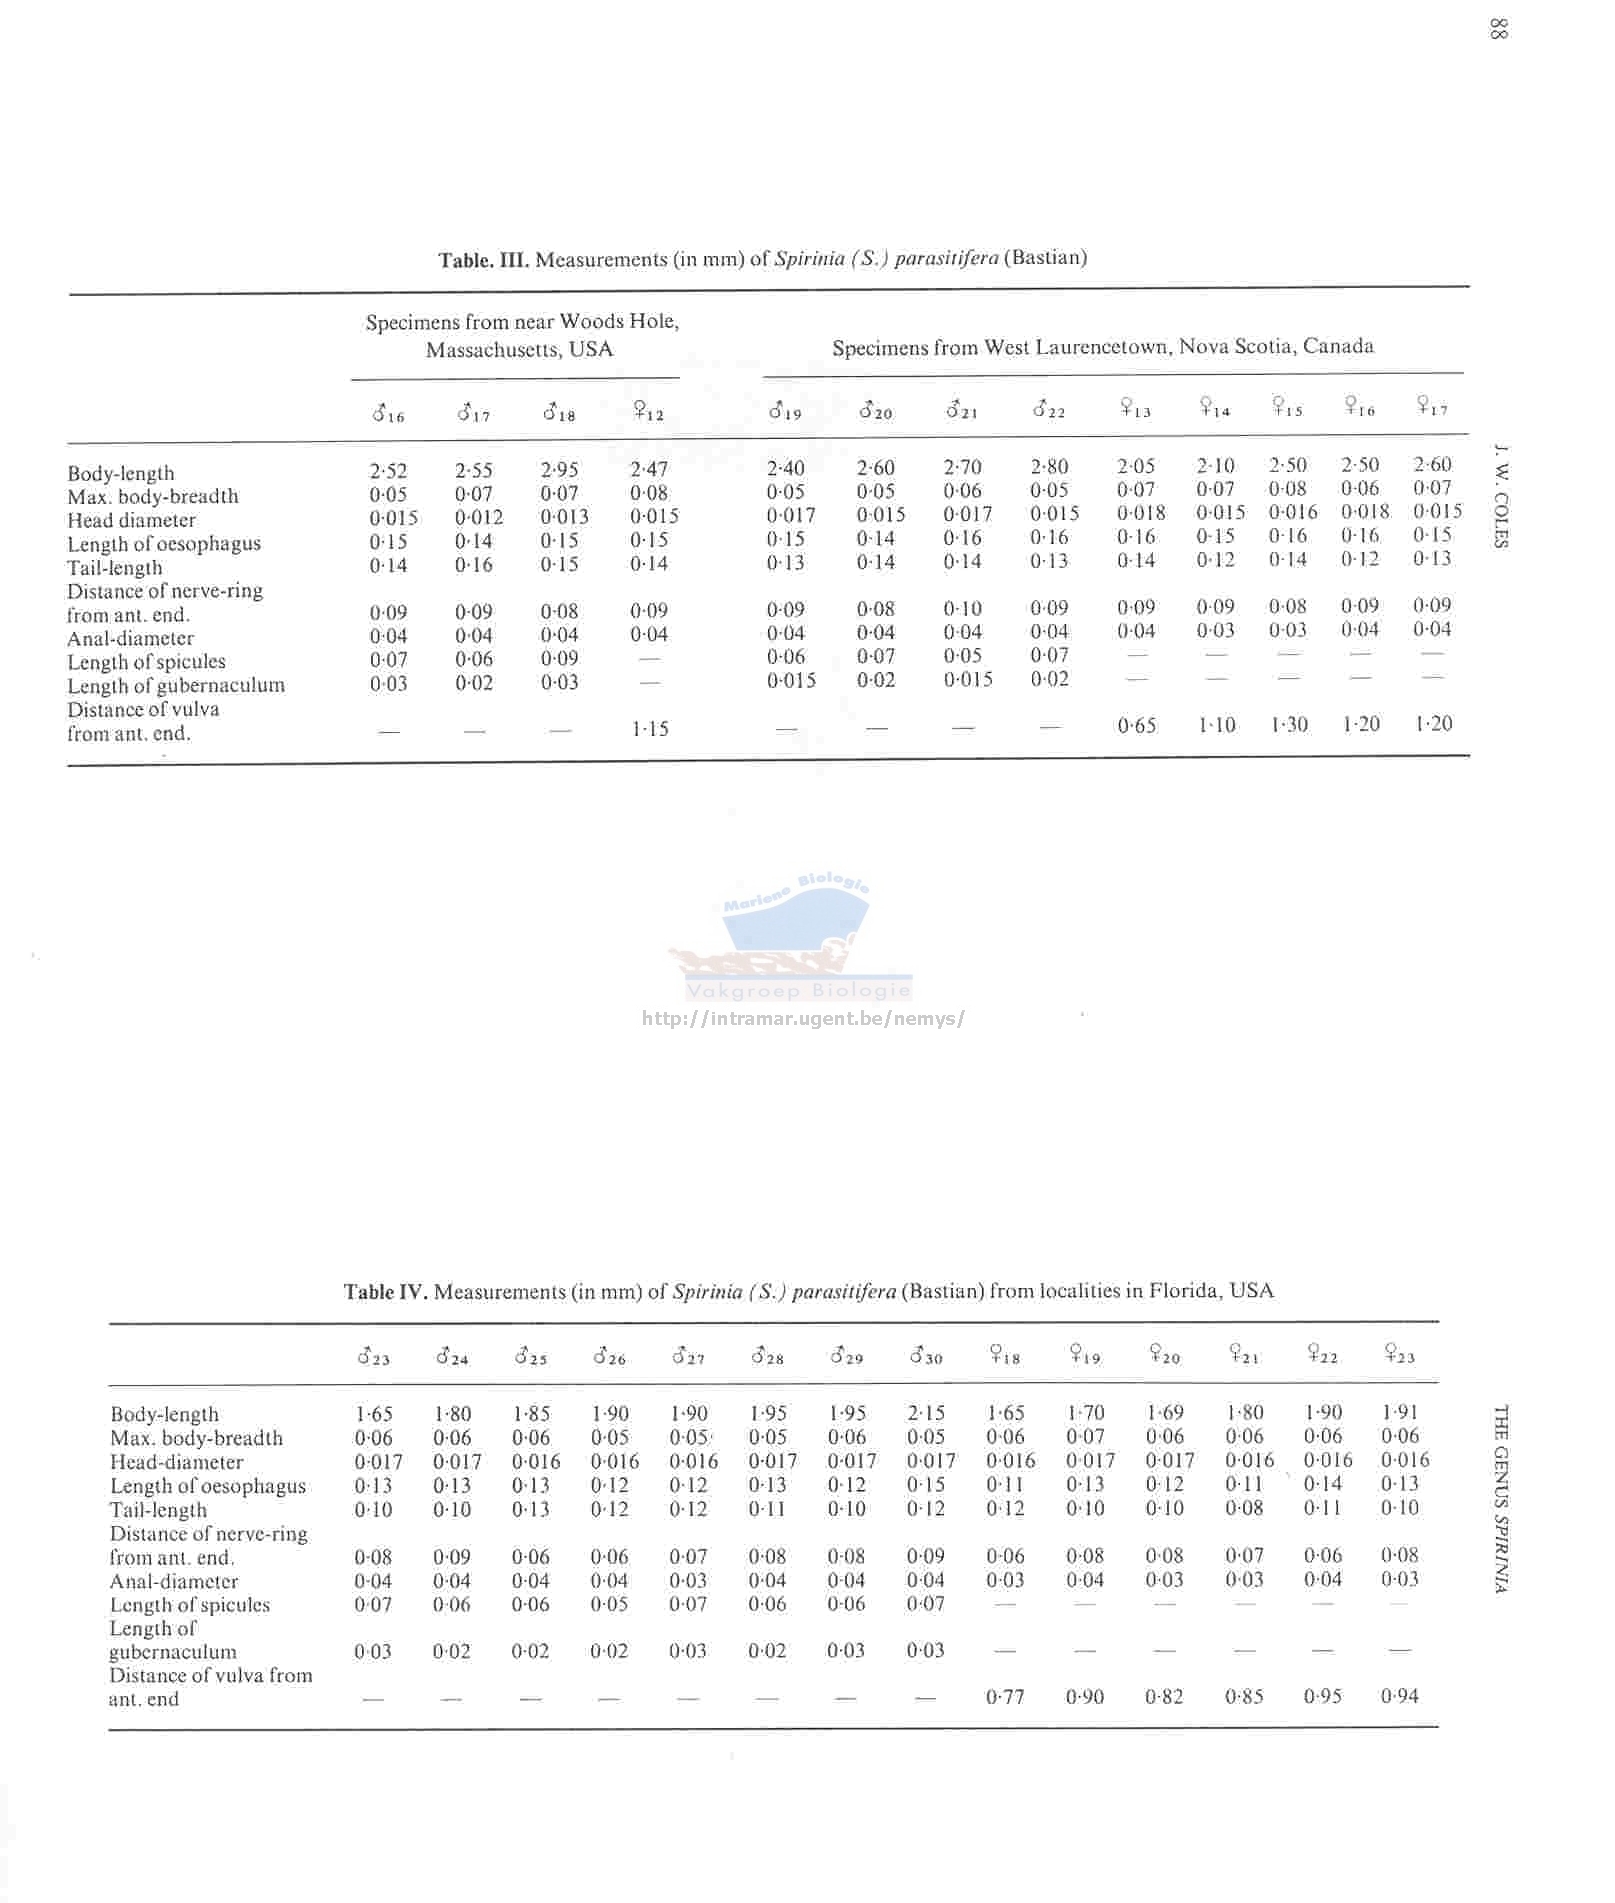 88
Table. III. Measurements (in mm) of Spirinia (S.) parasitifera (Bastian)
Specimens from near Woods Hole,
Massachusetts, USA
Specimens from West Laurencetown, Nova Scotia, Canada
♂16 ♂17 ♂18 ♀12 ♂19 ♂20 ♂21 ♂22 ♀13 ♀14 ♀15 ♀16 ♀17
Body-length 2·52 2·55 2·95 2·47 2·40 2·60 2·70 2·80 2·05 2·10 2·50 2·50 2·60
Max. body-breadth 0·05 0·07 0·07 0·08 0·05 0·05 0·06 0·05 0·07 0·07 0·08 0·06 0·07
Head diameter 0·015 0·012 0·013 0·015 0·017 0·015 0·017 0·015 0·018 0·015 0·016 0·018 0·015
Length of oesophagus 0·15 0·14 0·15 0·15 0·15 0·14 0·16 0·16 0·16 0·15 0·16 0·16 0·15
Tail-length 0·14 0·16 0·15 0·14 0·13 0·14 0·14 0·13 0·14 0·12 0·14 0·12 0·13
Distance of nerve-ring
from ant. end. 0·09 0·09 0·08 0·09 0·09 0·08 0·10 0·09 0·09 0·09 0·08 0·09 0·09
Anal-diameter 0·04 0·04 0·04 0·04 0·04 0·04 0·04 0·04 0·04 0·03 0·03 0·04 0·04
Length of spicules 0·07 0·06 0·09 — 0·06 0·07 0·05 0·07 — — — — —
Length of gubernaculum 0·03 0·02 0·03 — 0·015 0·02 0·015 0·02 — — — — —
Distance of vulva
from ant. end. — — — 1·15 — — — — 0·65 1·10 1·30 1·20 1·20
J. W. COLES
Mariene Biologie
Vakgroep Biologie
http://intramar.ugent.be/nemys/
Table IV. Measurements (in mm) of Spirinia (S.) parasitifera (Bastian) from localities in Florida, USA
♂23 ♂24 ♂25 ♂26 ♂27 ♂28 ♂29 ♂30 ♀18 ♀19 ♀20 ♀21 ♀22 ♀23
Body-length 1·65 1·80 1·85 1·90 1·90 1·95 1·95 2·15 1·65 1·70 1·69 1·80 1·90 1·91
Max. body-breadth 0·06 0·06 0·06 0·05 0·05 0·05 0·06 0·05 0·06 0·07 0·06 0·06 0·06 0·06
Head-diameter 0·017 0·017 0·016 0·016 0·016 0·017 0·017 0·017 0·016 0·017 0·017 0·016 0·016 0·016
Length of oesophagus 0·13 0·13 0·13 0·12 0·12 0·13 0·12 0·15 0·11 0·13 0·12 0·11 0·14 0·13
Tail-length 0·10 0·10 0·13 0·12 0·12 0·11 0·10 0·12 0·12 0·10 0·10 0·08 0·11 0·10
Distance of nerve-ring
from ant. end. 0·08 0·09 0·06 0·06 0·07 0·08 0·08 0·09 0·06 0·08 0·08 0·07 0·06 0·08
Anal-diameter 0·04 0·04 0·04 0·04 0·03 0·04 0·04 0·04 0·03 0·04 0·03 0·03 0·04 0·03
Length of spicules 0·07 0·06 0·06 0·05 0·07 0·06 0·06 0·07 — — — — — —
Length of
gubernaculum 0·03 0·02 0·02 0·02 0·03 0·02 0·03 0·03 — — — — — —
Distance of vulva from
ant. end — — — — — — — — 0·77 0·90 0·82 0·85 0·95 0·94
THE GENUS SPIRINIA